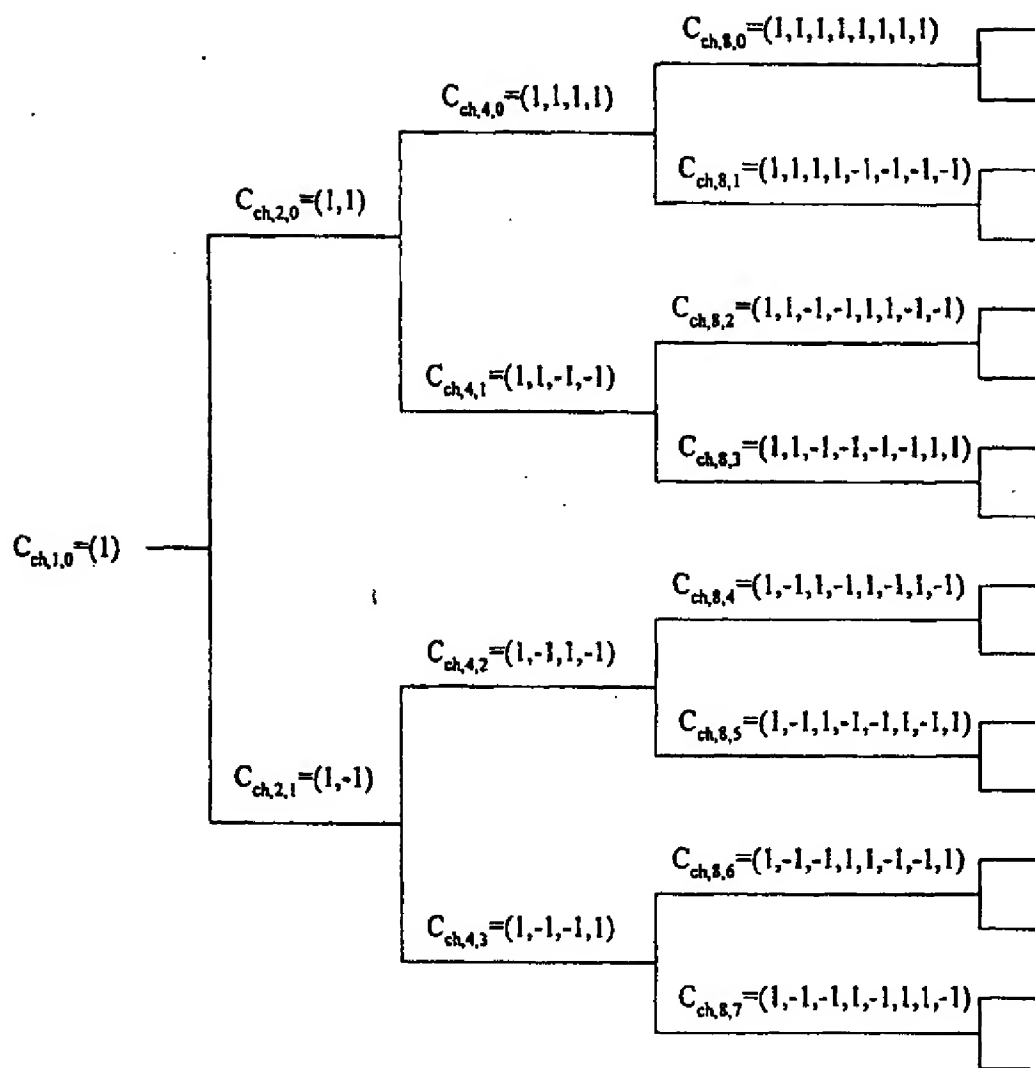 C_ch,8,0=(1,1,1,1,1,1,1,1)
C_ch,4,0=(1,1,1,1)
C_ch,8,1=(1,1,1,1,-1,-1,-1,-1)
C_ch,2,0=(1,1)
C_ch,8,2=(1,1,-1,-1,1,1,-1,-1)
C_ch,4,1=(1,1,-1,-1)
C_ch,8,3=(1,1,-1,-1,-1,-1,1,1)
C_ch,1,0=(1)
C_ch,8,4=(1,-1,1,-1,1,-1,1,-1)
C_ch,4,2=(1,-1,1,-1)
C_ch,8,5=(1,-1,1,-1,-1,1,-1,1)
C_ch,2,1=(1,-1)
C_ch,8,6=(1,-1,-1,1,1,-1,-1,1)
C_ch,4,3=(1,-1,-1,1)
C_ch,8,7=(1,-1,-1,1,-1,1,1,-1)